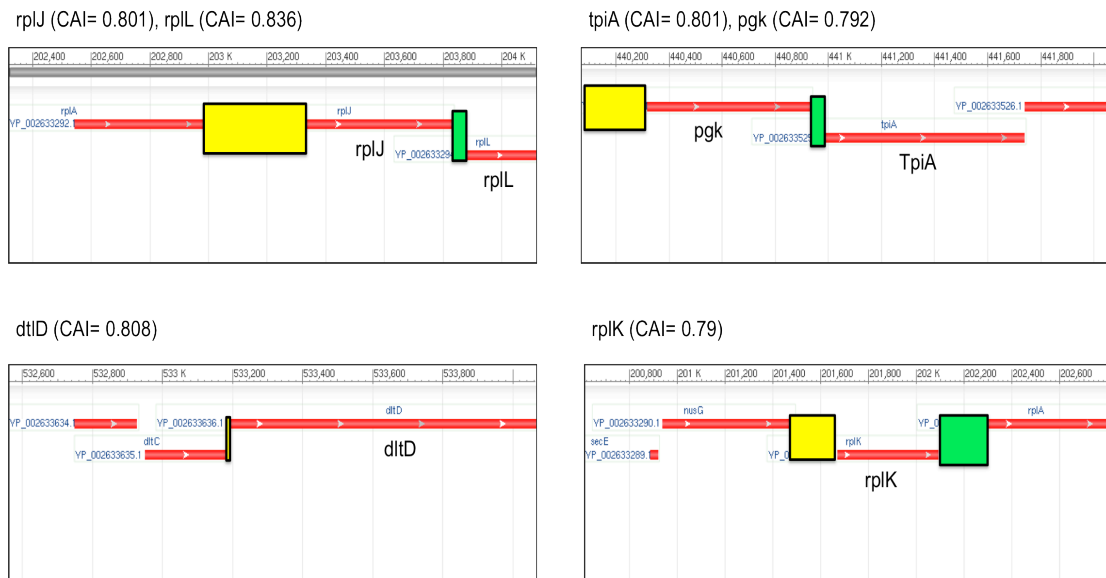 rplJ (CAI= 0.801), rplL (CAI= 0.836)
202,400 202,600 202,800 203 K 203,200 203,400 203,600 203,800 204 K
rplA rplJ
YP_002633292.1
rplJ
YP_00263329 rplL
rplL
tpiA (CAI= 0.801), pgk (CAI= 0.792)
440,200 440,400 440,600 440,800 441 K 441,200 441,400 441,600 441,800
YP_002633526.1
pgk
tpiA
YP_00263352
TpiA
dtlD (CAI= 0.808)
532,600 532,800 533 K 533,200 533,400 533,600 533,800
dltD
YP_002633634.1 YP_002633636.1
dltC
dltD
YP_002633635.1
rplK (CAI= 0.79)
200,800 201 K 201,200 201,400 201,600 201,800 202 K 202,200 202,400 202,600
nusG rplA
YP_002633290.1 YP_0
secE rplK
YP_002633289.1 YP_0
rplK